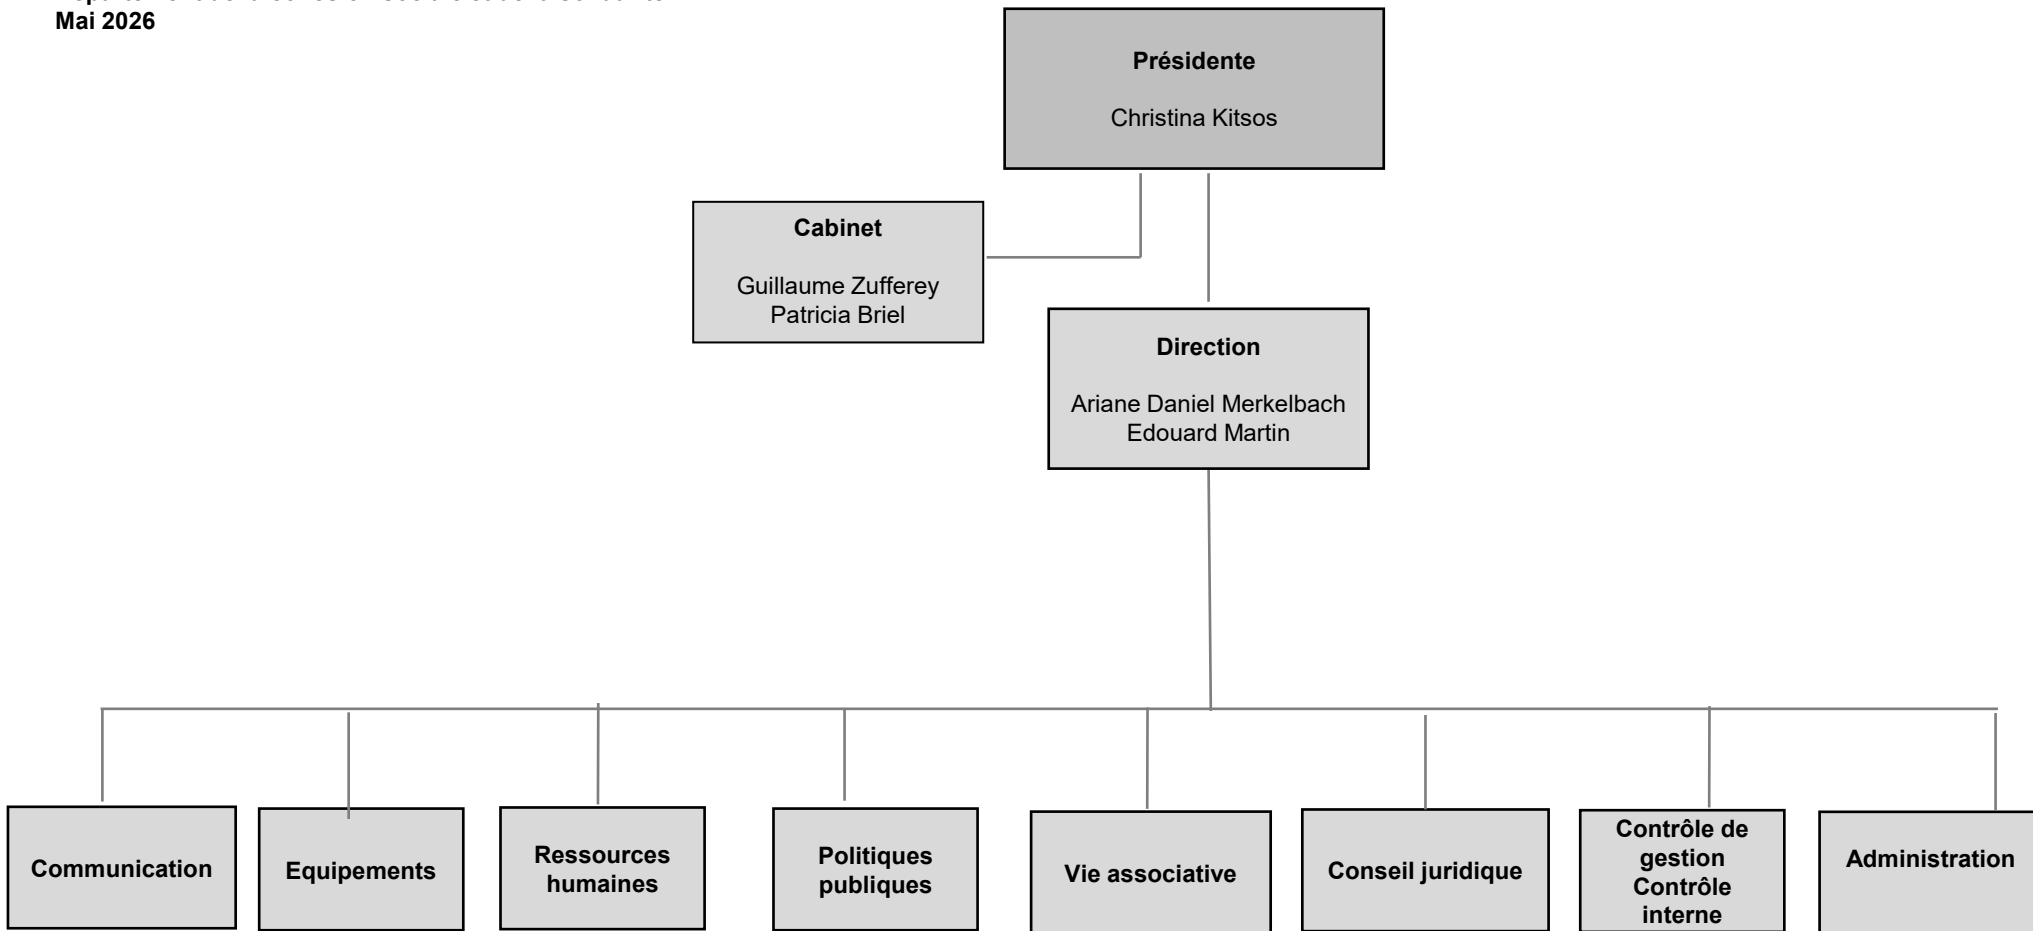 Mai 2026
Présidente
Christina Kitsos
Cabinet
Guillaume Zufferey
Patricia Briel
Direction
Ariane Daniel Merkelbach
Edouard Martin
Communication
Equipements
Ressources
humaines
Politiques
publiques
Vie associative
Conseil juridique
Contrôle de
gestion
Contrôle
interne
Administration